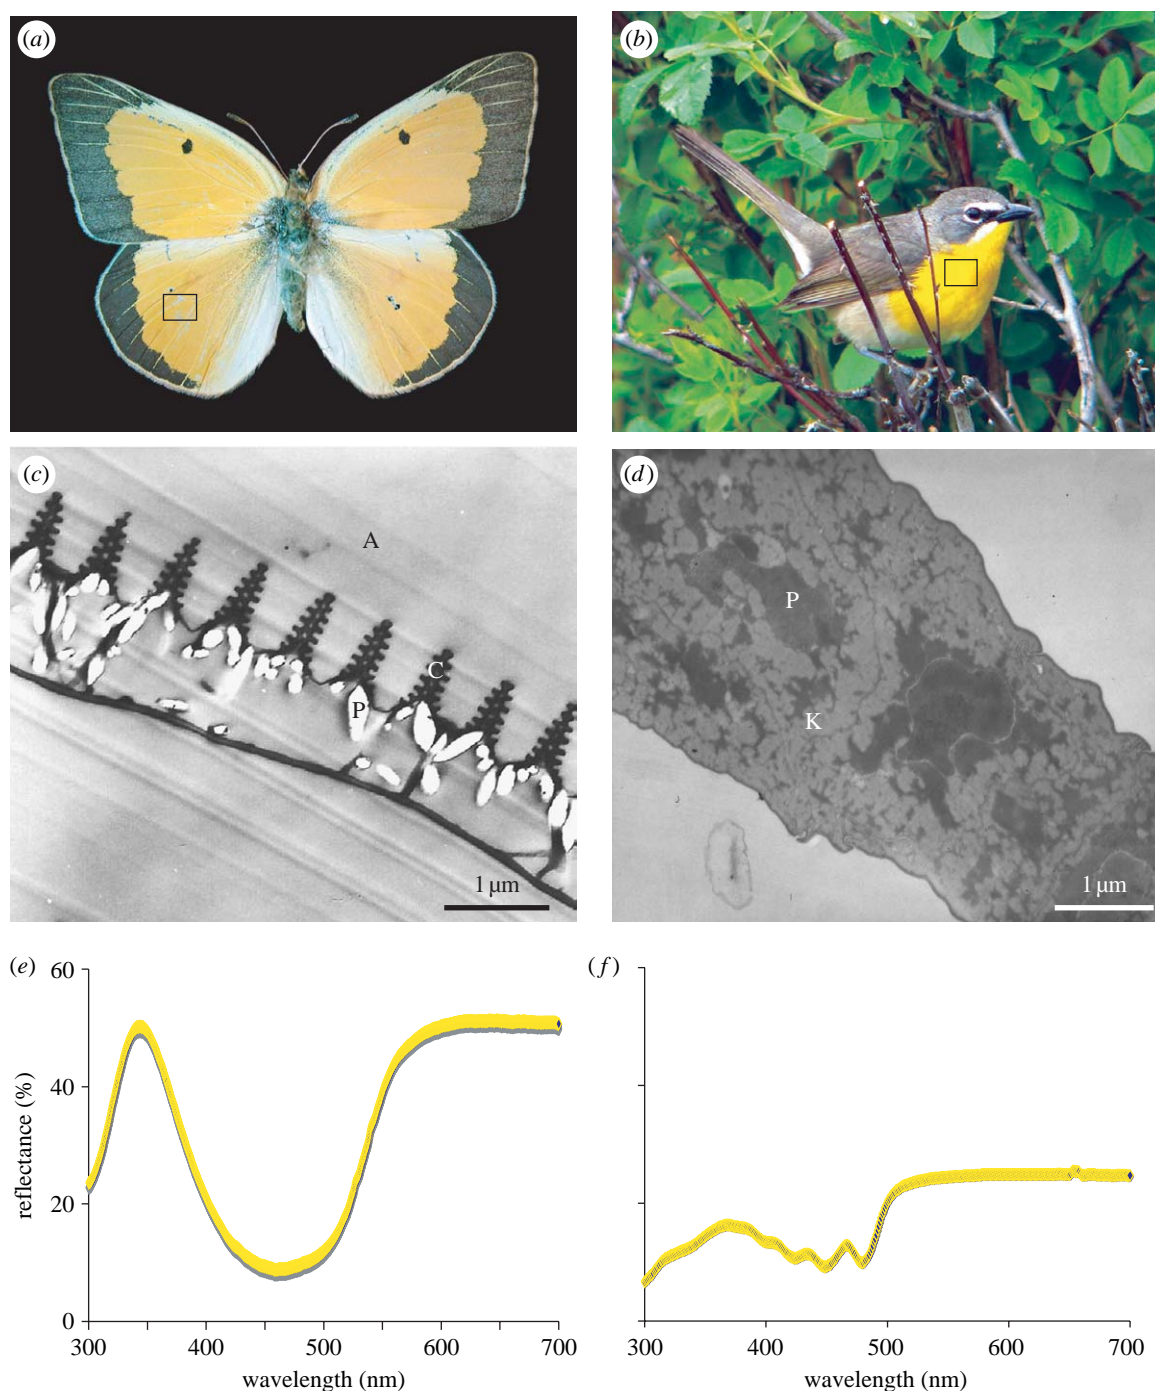 (a)
(b)
(c)
A
C
P
1 µm
(d)
P
K
1 µm
(e)
60
40
20
0
reflectance (%)
300 400 500 600 700
wavelength (nm)
(f)
300 400 500 600 700
wavelength (nm)